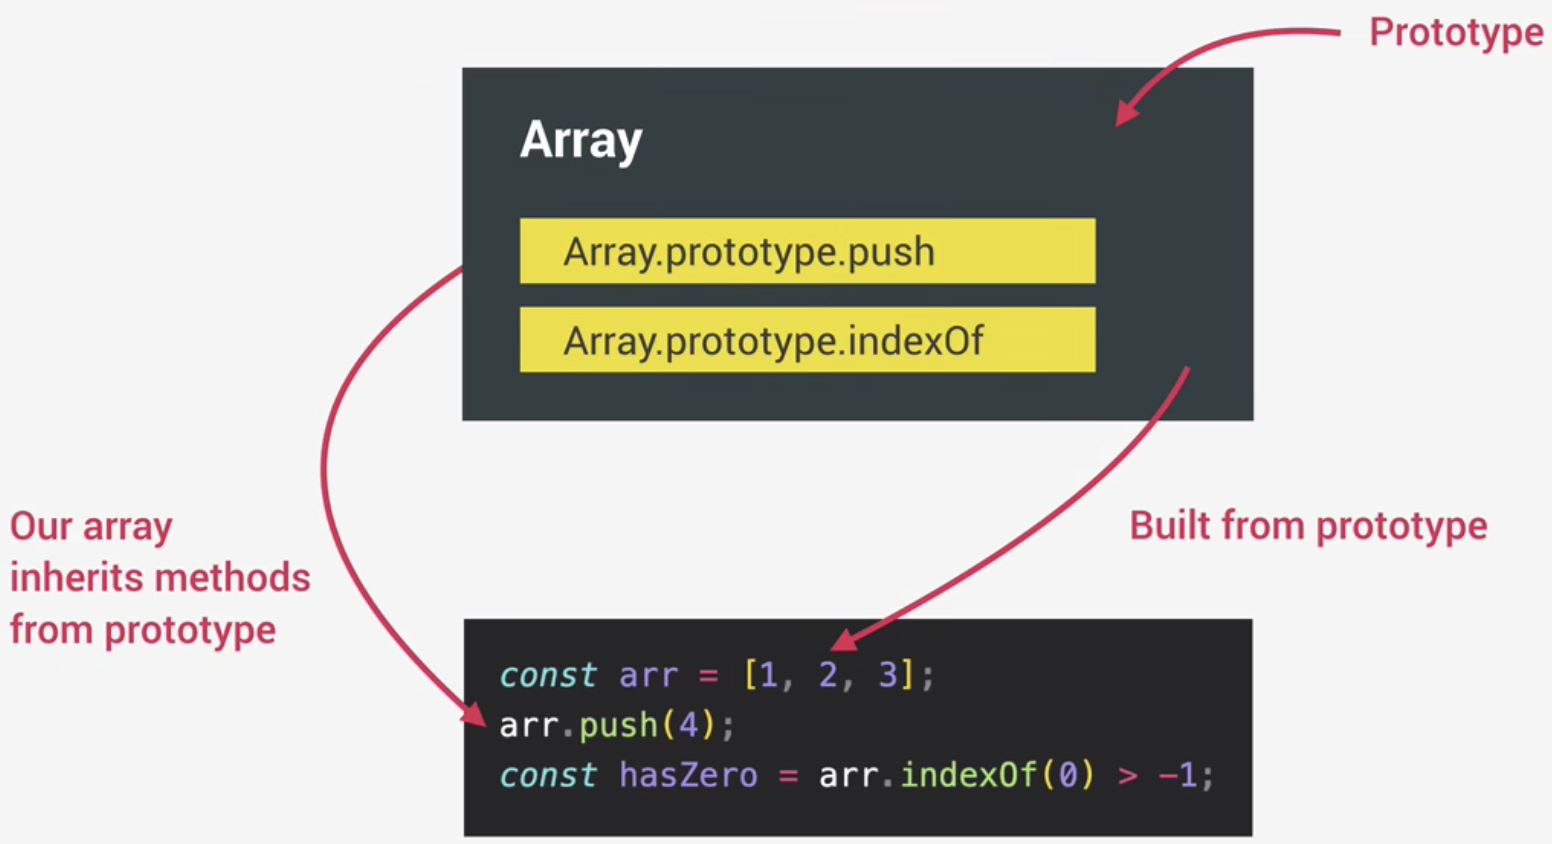 Prototype
Array
Array.prototype.push
Array.prototype.indexOf
Our array
inherits methods
from prototype
Built from prototype
const arr = [1, 2, 3];
arr.push(4);
const hasZero = arr.indexOf(0) > −1;